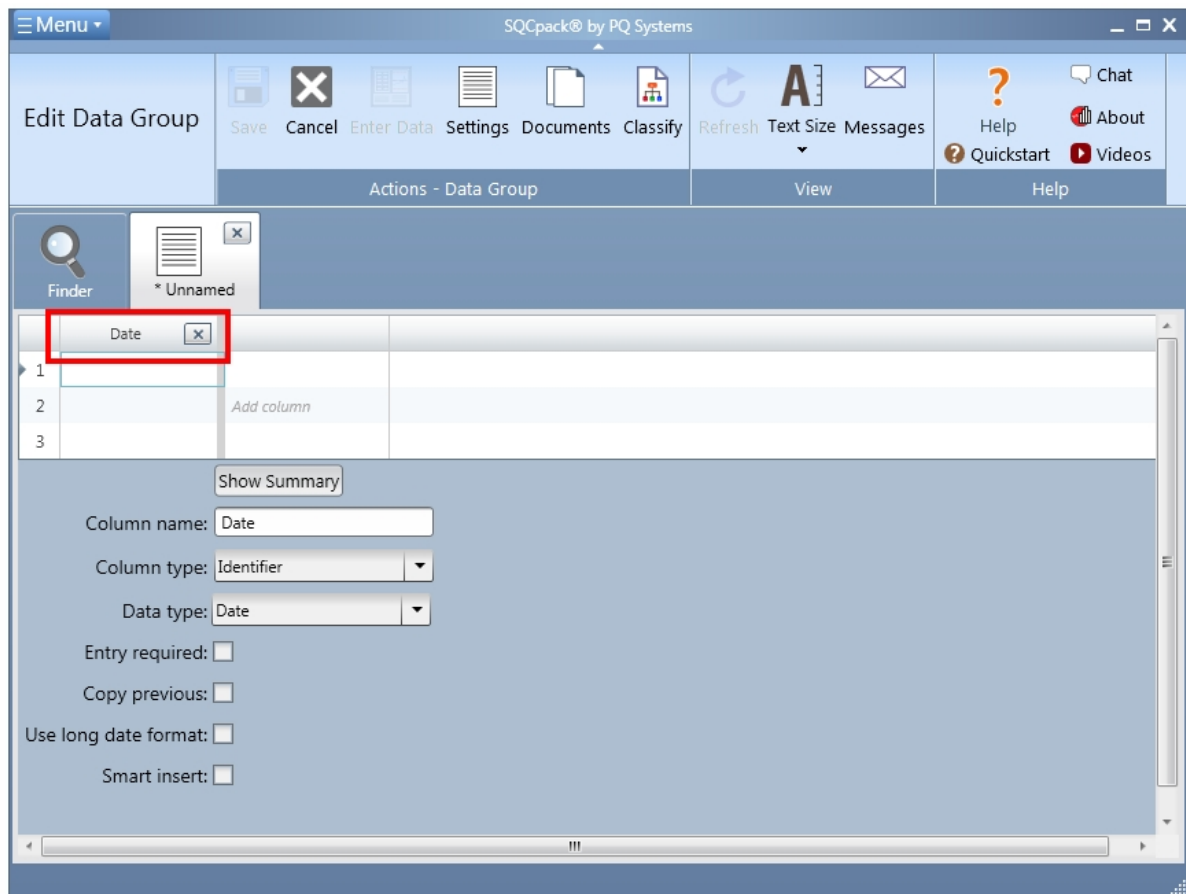 Menu
SQCpack® by PQ Systems
Edit Data Group
Save Cancel Enter Data Settings Documents Classify
Refresh Text Size Messages
Help
Quickstart
Chat
About
Videos
Actions - Data Group
View
Help
Finder
* Unnamed
Date
1
2 Add column
3
Show Summary
Column name: Date
Column type: Identifier
Data type: Date
Entry required:
Copy previous:
Use long date format:
Smart insert: